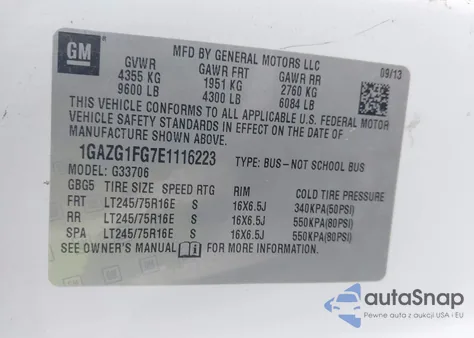 GM
MFD BY GENERAL MOTORS LLC
GVWR GAWR FRT GAWR RR 09/13
4355 KG 1951 KG 2760 KG
9600 LB 4300 LB 6084 LB
THIS VEHICLE CONFORMS TO ALL APPLICABLE U.S. FEDERAL MOTOR
VEHICLE SAFETY STANDARDS IN EFFECT ON THE DATE OF
MANUFACTURE SHOWN ABOVE.
1GAZG1FG7E1116223 TYPE: BUS-NOT SCHOOL BUS
MODEL: G33706
GBG5 TIRE SIZE SPEED RTG RIM COLD TIRE PRESSURE
FRT LT245/75R16E S 16X6.5J 340KPA(50PSI)
RR LT245/75R16E S 16X6.5J 550KPA(80PSI)
SPA LT245/75R16E S 16X6.5J 550KPA(80PSI)
SEE OWNER'S MANUAL i FOR MORE INFORMATION
autoSnap
Pewne auta z aukcji USA i EU